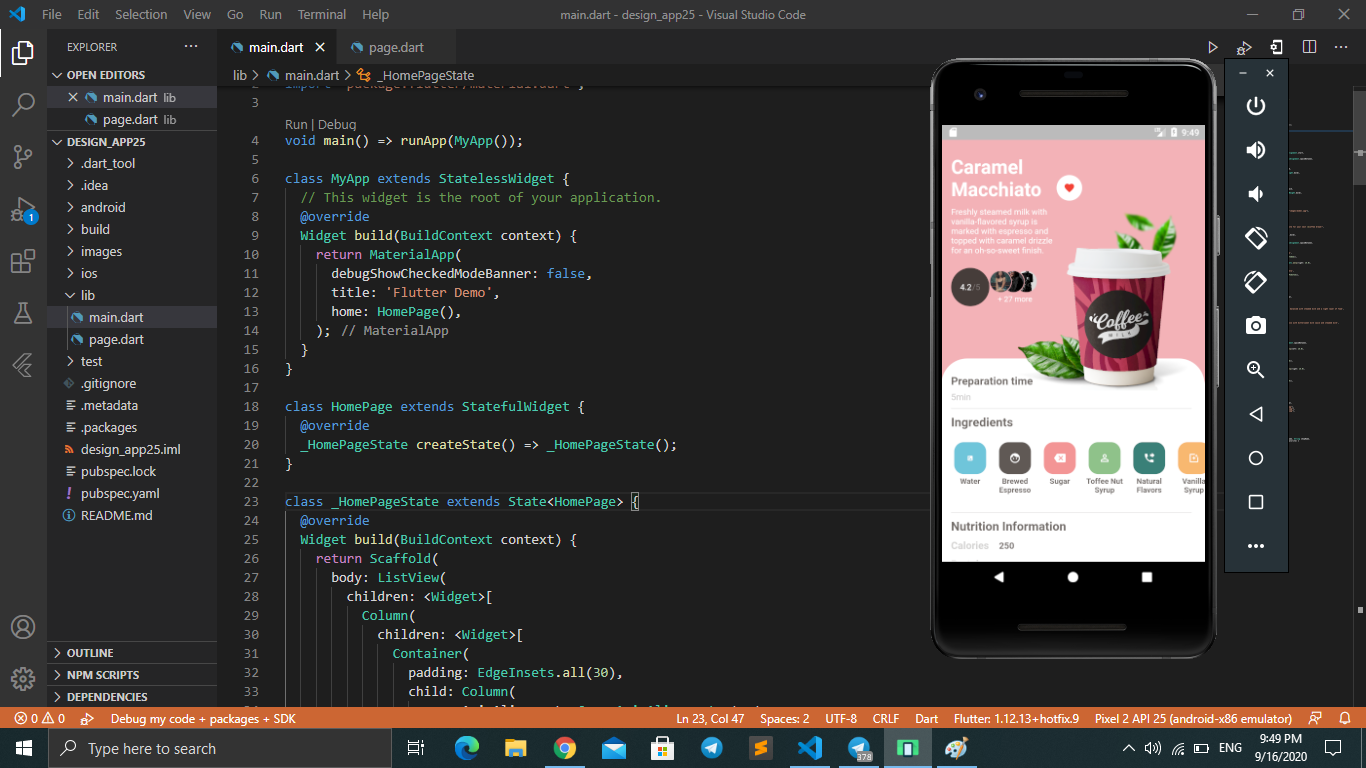 File Edit Selection View Go Run Terminal Help
main.dart - design_app25 - Visual Studio Code
EXPLORER
OPEN EDITORS
main.dart lib
page.dart lib
DESIGN_APP25
.dart_tool
.idea
android
build
images
ios
lib
main.dart
page.dart
test
.gitignore
.metadata
.packages
design_app25.iml
pubspec.lock
pubspec.yaml
README.md
OUTLINE
NPM SCRIPTS
DEPENDENCIES
1
main.dart
page.dart
lib > main.dart > _HomePageState
2 import 'package:flutter/material.dart';
3
Run | Debug
4 void main() => runApp(MyApp());
5
6 class MyApp extends StatelessWidget {
7 // This widget is the root of your application.
8 @override
9 Widget build(BuildContext context) {
10 return MaterialApp(
11 debugShowCheckedModeBanner: false,
12 title: 'Flutter Demo',
13 home: HomePage(),
14 ); // MaterialApp
15 }
16 }
17
18 class HomePage extends StatefulWidget {
19 @override
20 _HomePageState createState() => _HomePageState();
21 }
22
23 class _HomePageState extends State<HomePage> {
24 @override
25 Widget build(BuildContext context) {
26 return Scaffold(
27 body: ListView(
28 children: <Widget>[
29 Column(
30 children: <Widget>[
31 Container(
32 padding: EdgeInsets.all(30),
33 child: Column(
9:49
Caramel
Macchiato
Freshly steamed milk with
vanilla-flavored syrup is
marked with espresso and
topped with caramel drizzle
for an oh-so-sweet finish.
4.2 /5
+ 27 more
Coffee
MILK
Preparation time
5min
Ingredients
Water
Brewed
Espresso
Sugar
Toffee Nut
Syrup
Natural
Flavors
Vanilla
Syrup
Nutrition Information
Calories 250
0 0
Debug my code + packages + SDK
Ln 23, Col 47
Spaces: 2
UTF-8
CRLF
Dart
Flutter: 1.12.13+hotfix.9
Pixel 2 API 25 (android-x86 emulator)
Type here to search
378
ENG
9:49 PM
9/16/2020